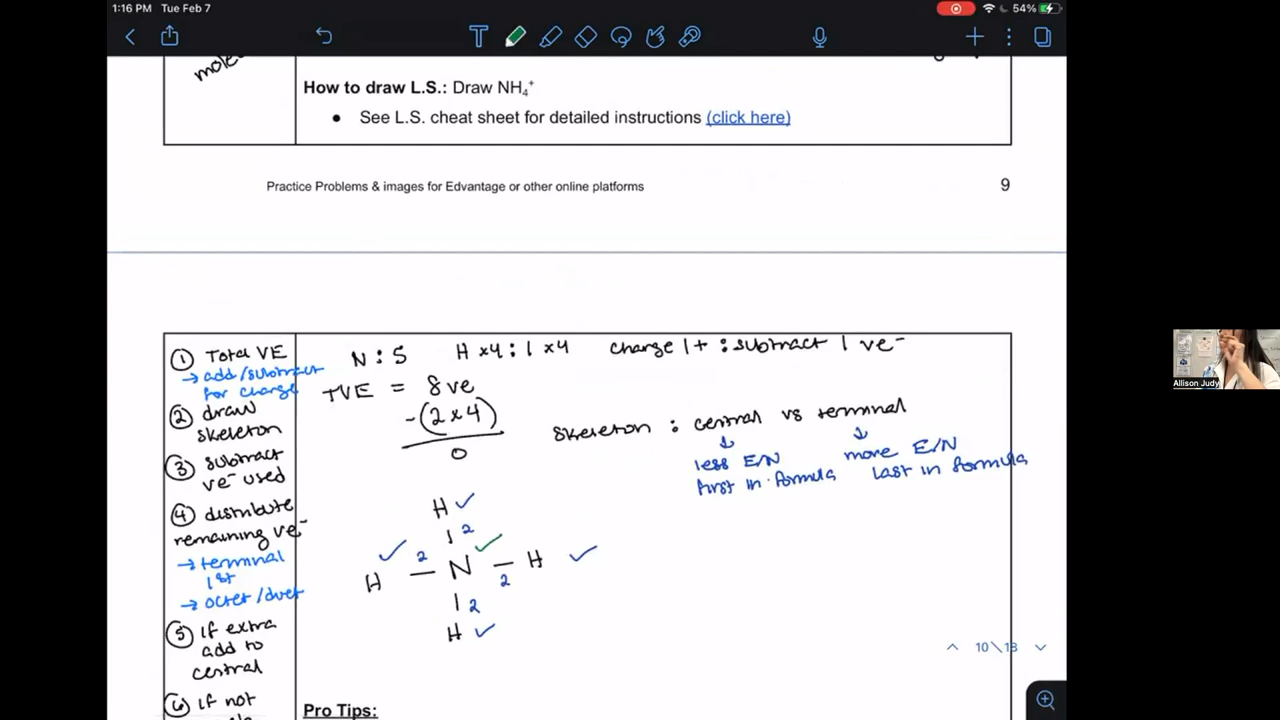 1:16 PM Tue Feb 7
54%
How to draw L.S.: Draw NH₄⁺
● See L.S. cheat sheet for detailed instructions (click here)
Practice Problems & images for Edvantage or other online platforms
9
① Total VE
→ add/subtract
for charge
② draw
skeleton
③ subtract
ve⁻ used
④ distribute
remaining ve⁻
→ terminal
1st
→ octet/duet
⑤ if extra
add to
central
⑥ if not
N : 5 H x4 : 1 x4 charge 1+ : subtract 1 ve⁻
TVE = 8 ve
-(2 x 4)
0
skeleton : central vs terminal
↓ ↓
less E/N more E/N
first in formula last in formula
H ✓
| 2 ✓
✓ H — 2 N — 2 H ✓
| 2
H ✓
10\18
Pro Tips:
Allison Judy